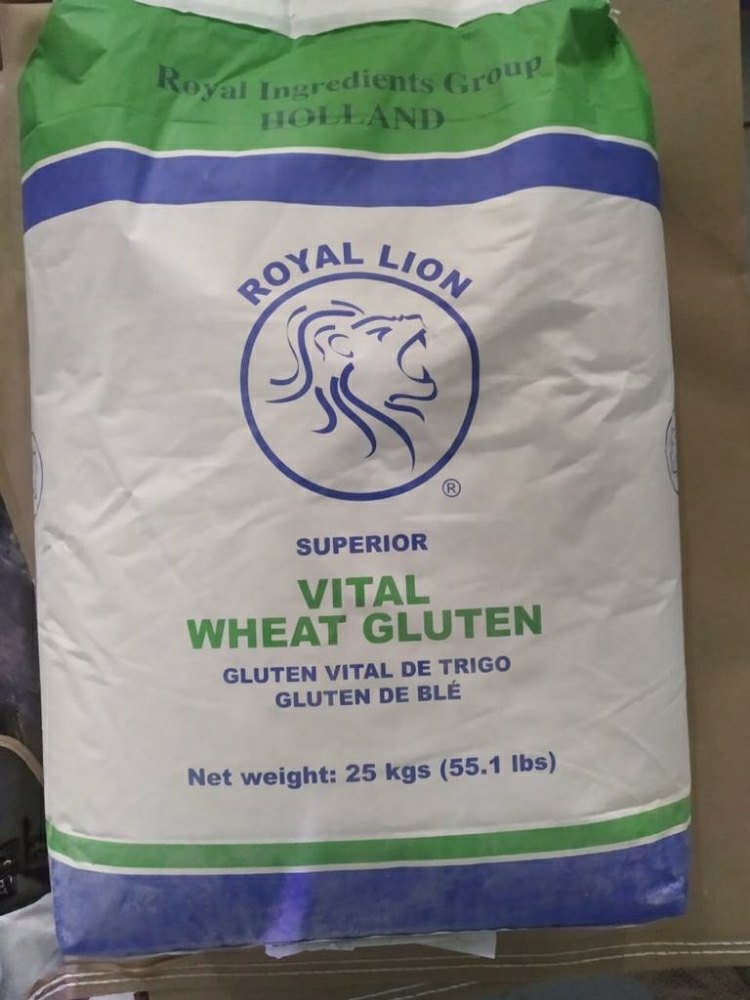 Royal Ingredients Group
HOLLAND
ROYAL LION
®
SUPERIOR
VITAL
WHEAT GLUTEN
GLUTEN VITAL DE TRIGO
GLUTEN DE BLÉ
Net weight: 25 kgs (55.1 lbs)